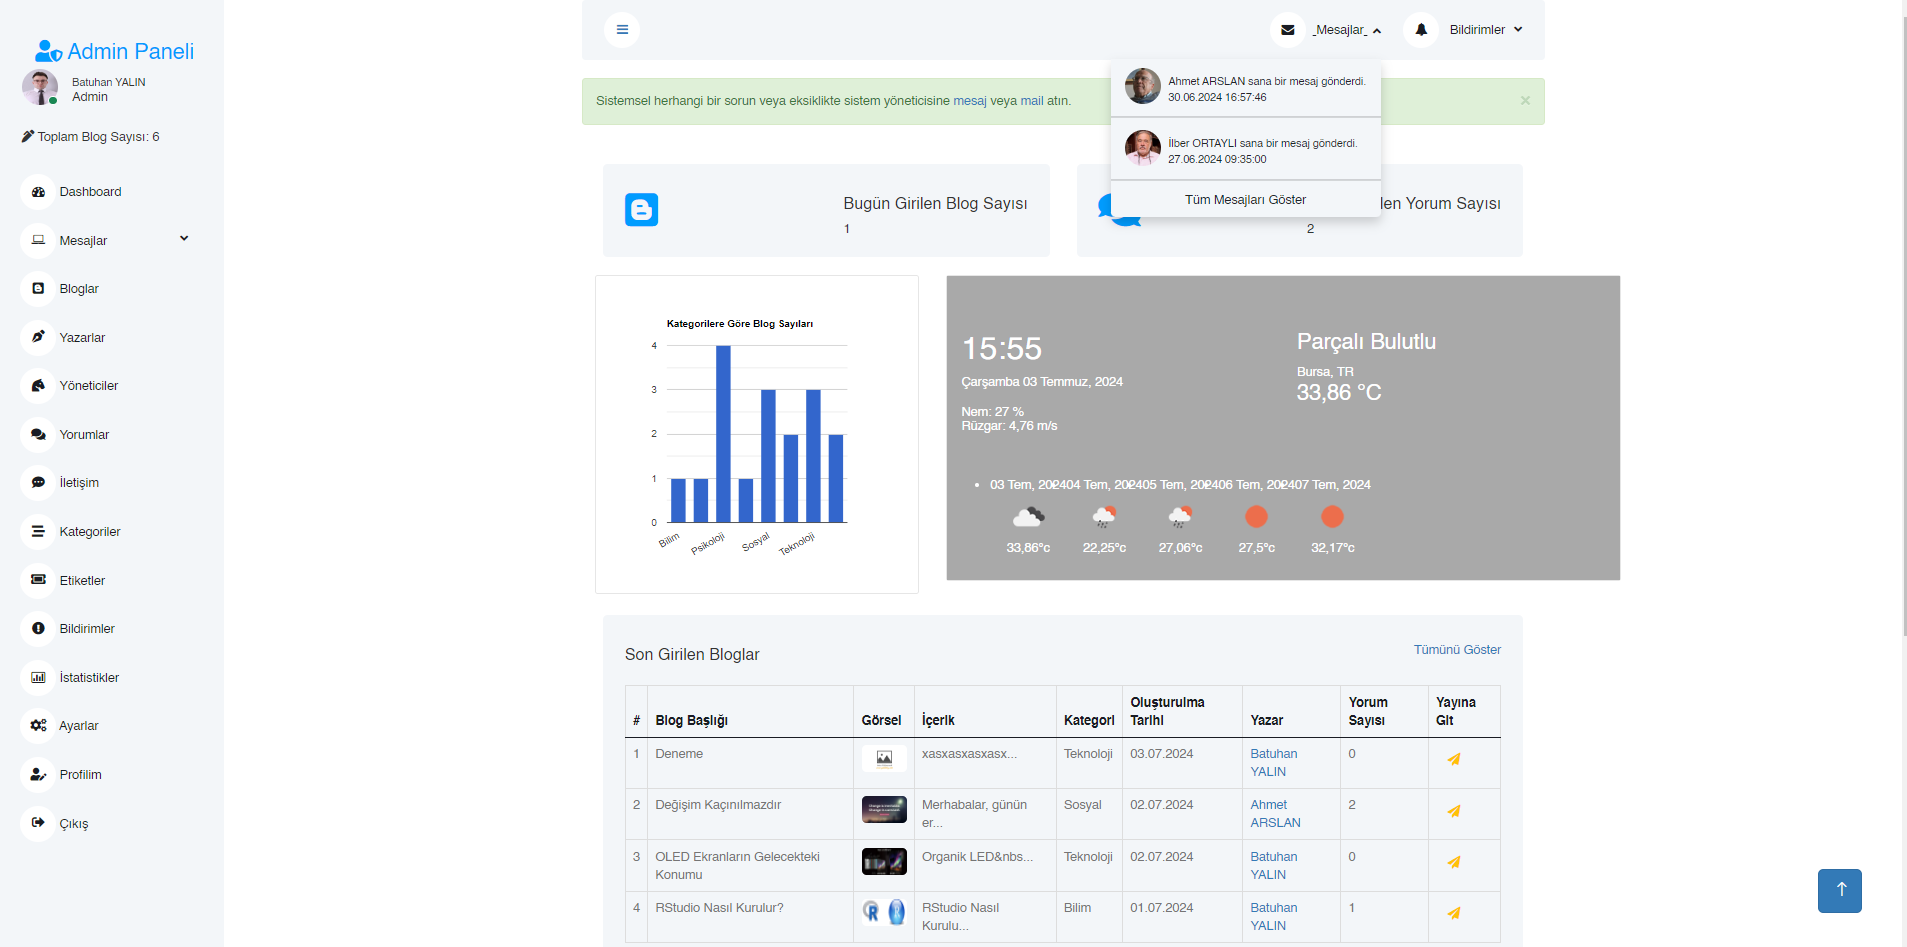 Admin Paneli
Batuhan YALIN
Admin
Toplam Blog Sayısı: 6
Dashboard
Mesajlar
Bloglar
Yazarlar
Yöneticiler
Yorumlar
İletişim
Kategoriler
Etiketler
Bildirimler
İstatistikler
Ayarlar
Profilim
Çıkış
Mesajlar
Bildirimler
Sistemsel herhangi bir sorun veya eksiklikte sistem yöneticisine mesaj veya mail atın.
×
Ahmet ARSLAN sana bir mesaj gönderdi.
30.06.2024 16:57:46
İlber ORTAYLI sana bir mesaj gönderdi.
27.06.2024 09:35:00
Tüm Mesajları Göster
Bugün Girilen Blog Sayısı
1
len Yorum Sayısı
2
Kategorilere Göre Blog Sayıları
4
3
2
1
0
Bilim
Psikoloji
Sosyal
Teknoloji
15:55
Çarşamba 03 Temmuz, 2024
Nem: 27 %
Rüzgar: 4,76 m/s
Parçalı Bulutlu
Bursa, TR
33,86 °C
03 Tem, 2024 04 Tem, 2024 05 Tem, 2024 06 Tem, 2024 07 Tem, 2024
33,86°c 22,25°c 27,06°c 27,5°c 32,17°c
Son Girilen Bloglar
Tümünü Göster
# Blog Başlığı Görsel İçerik Kategori Oluşturulma Tarihi Yazar Yorum Sayısı Yayına Git
1 Deneme xasxasxasxasx... Teknoloji 03.07.2024 Batuhan YALIN 0
2 Değişim Kaçınılmazdır Merhabalar, günün er... Sosyal 02.07.2024 Ahmet ARSLAN 2
3 OLED Ekranların Gelecekteki Konumu Organik LED&nbs... Teknoloji 02.07.2024 Batuhan YALIN 0
4 RStudio Nasıl Kurulur? R RStudio Nasıl Kurulu... Bilim 01.07.2024 Batuhan YALIN 1